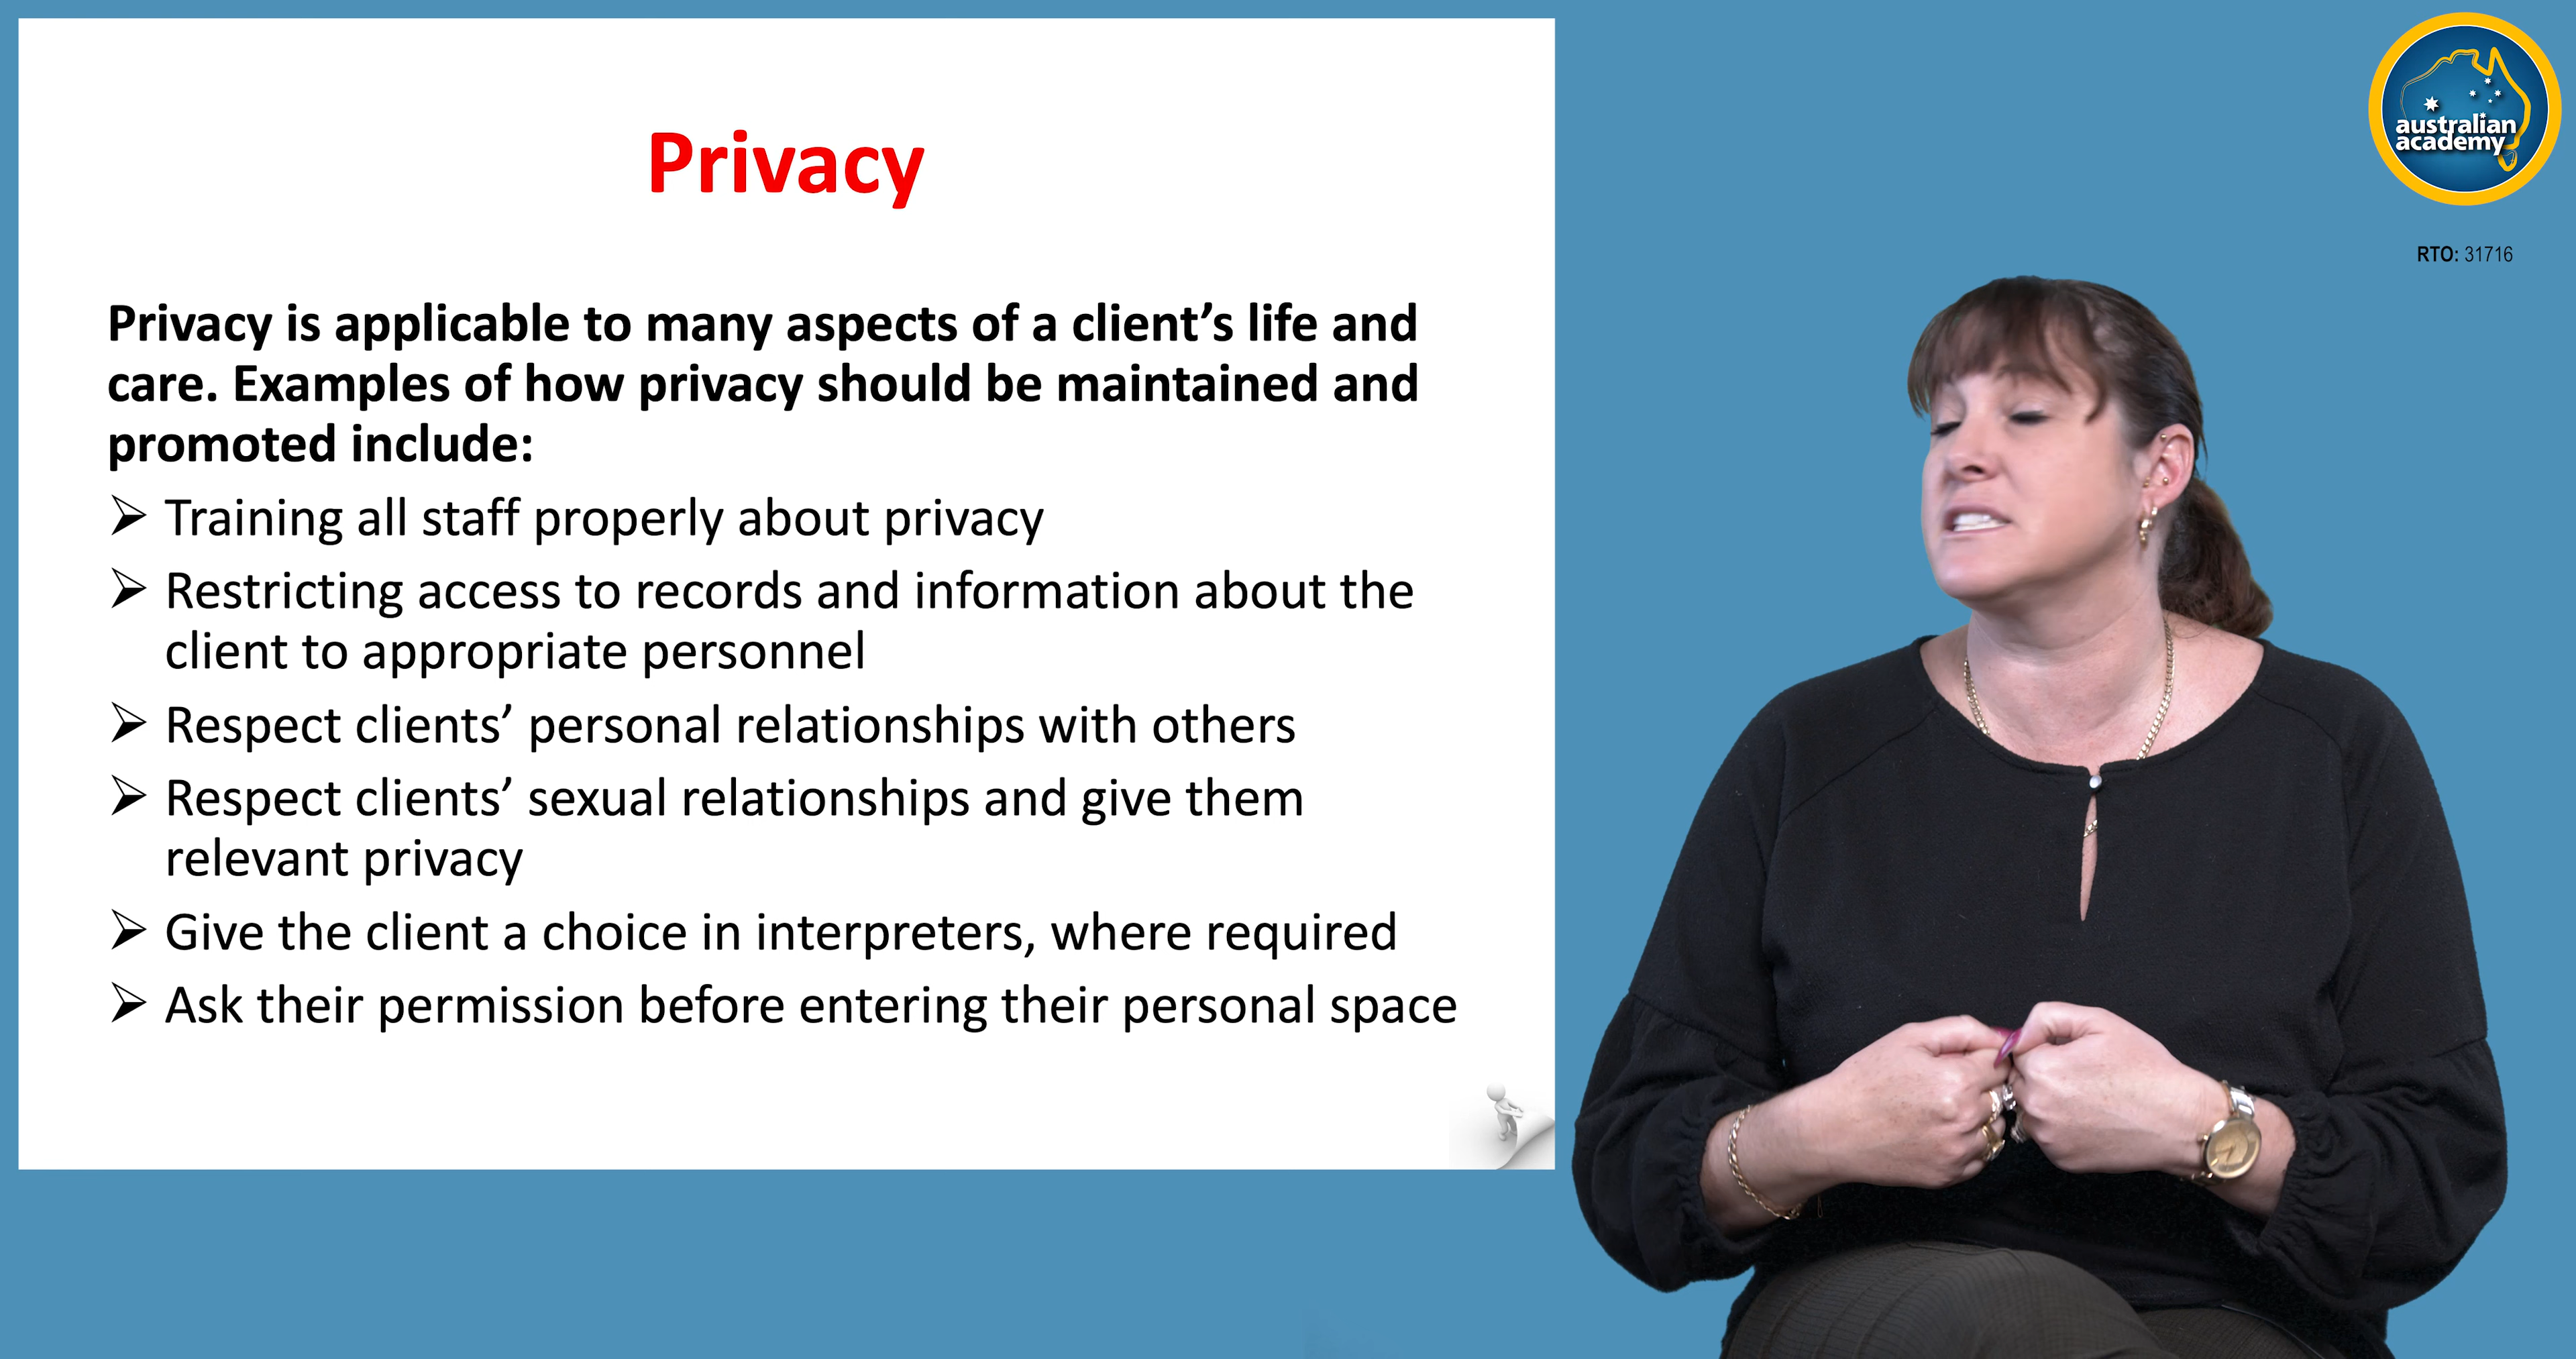 Privacy
Privacy is applicable to many aspects of a client’s life and
care. Examples of how privacy should be maintained and
promoted include:
➢ Training all staff properly about privacy
➢ Restricting access to records and information about the
client to appropriate personnel
➢ Respect clients’ personal relationships with others
➢ Respect clients’ sexual relationships and give them
relevant privacy
➢ Give the client a choice in interpreters, where required
➢ Ask their permission before entering their personal space
australian
academy
RTO: 31716